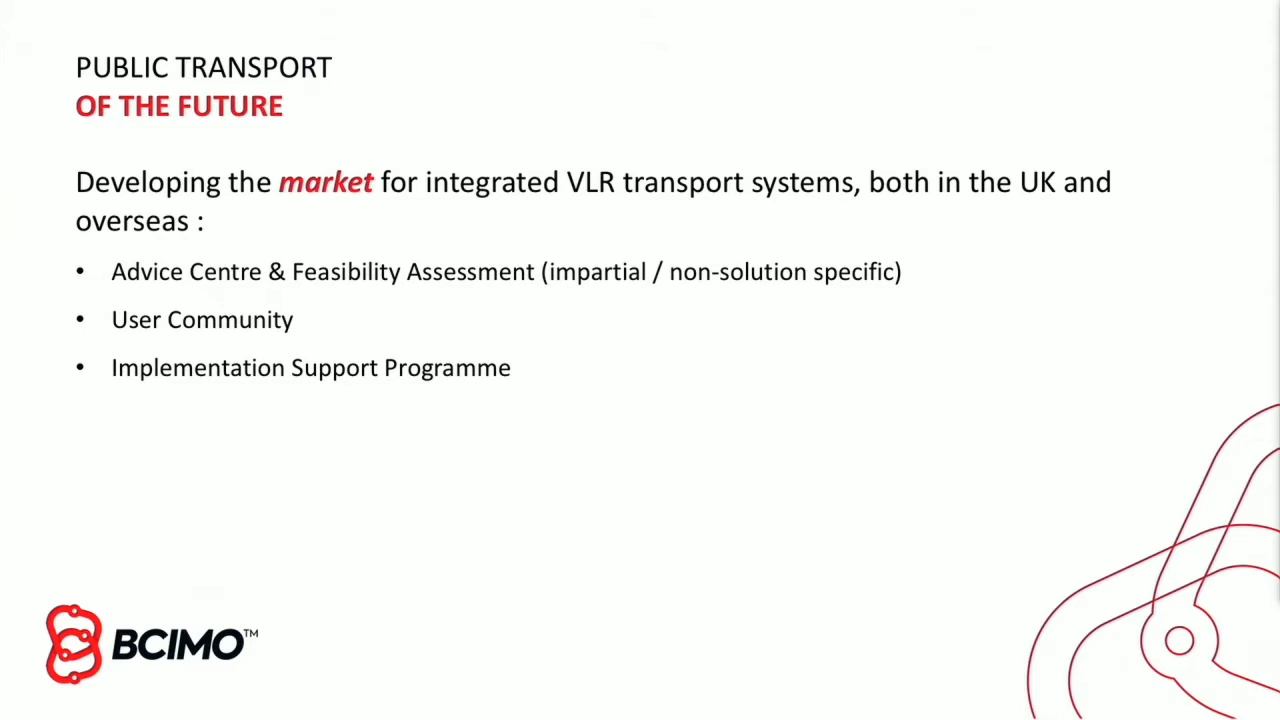 PUBLIC TRANSPORT
OF THE FUTURE
Developing the market for integrated VLR transport systems, both in the UK and
overseas :
• Advice Centre & Feasibility Assessment (impartial / non-solution specific)
• User Community
• Implementation Support Programme
BCIMO™